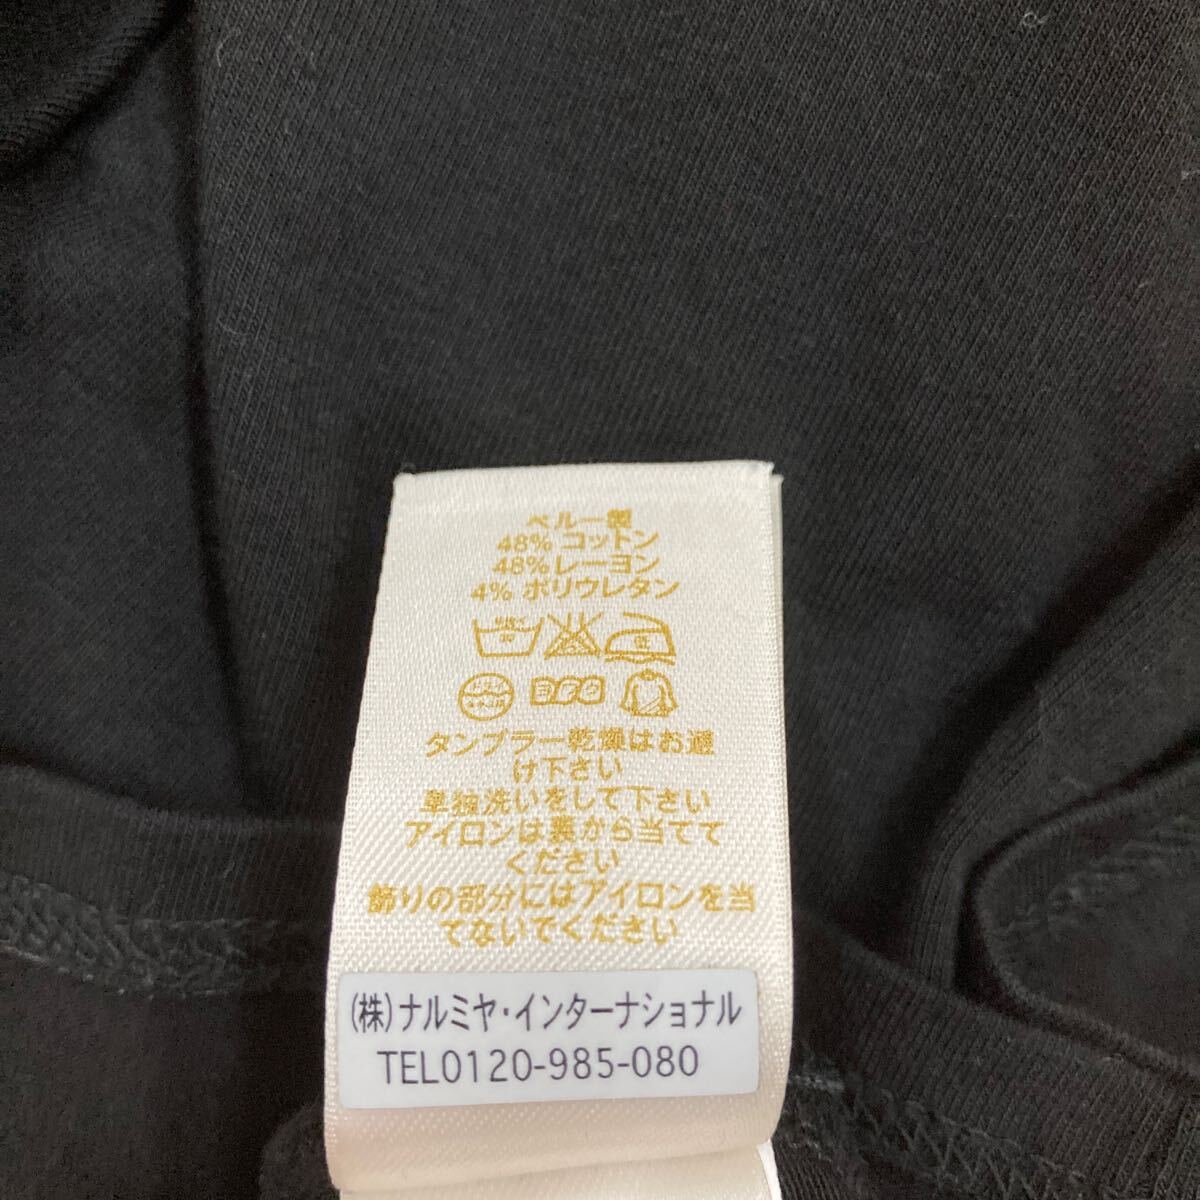 ペルー製
48% コットン
48%レーヨン
4% ポリウレタン
タンブラー乾燥はお避
け下さい
単独洗いをして下さい
アイロンは裏から当てて
ください
飾りの部分にはアイロンを当
てないでください
(株)ナルミヤ・インターナショナル
TEL0120-985-080